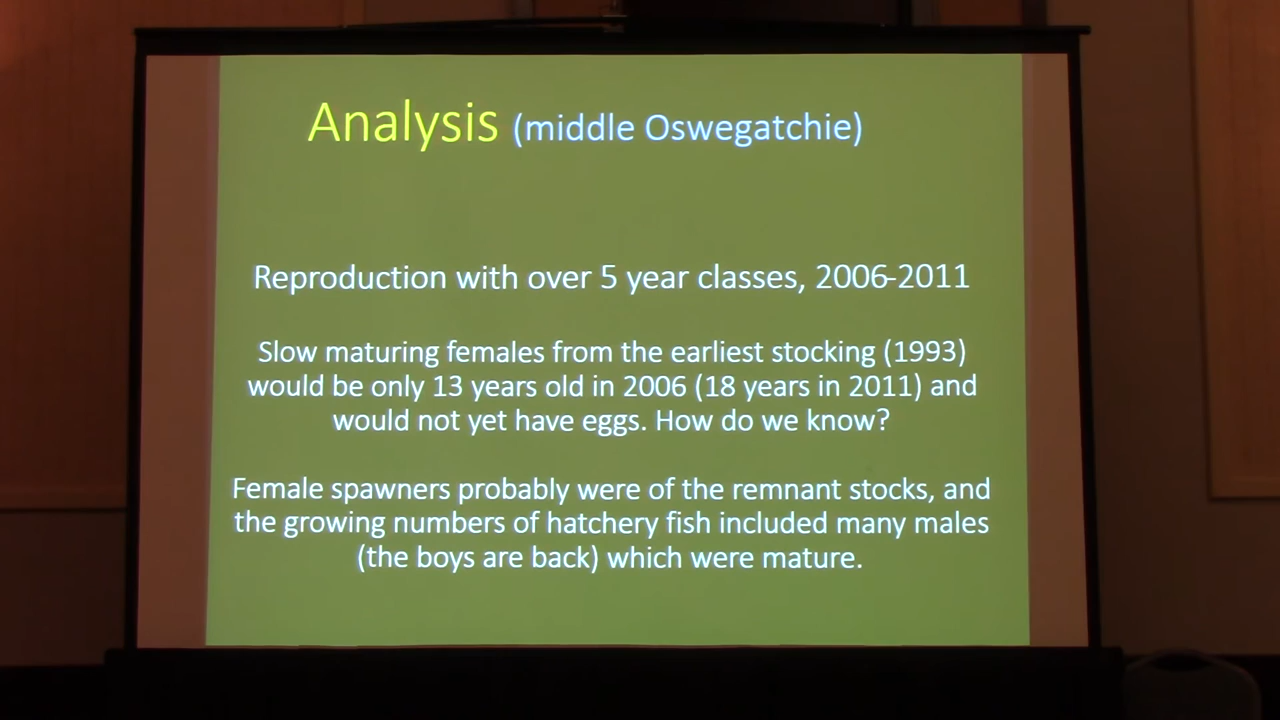 Analysis (middle Oswegatchie)
Reproduction with over 5 year classes, 2006-2011
Slow maturing females from the earliest stocking (1993)
would be only 13 years old in 2006 (18 years in 2011) and
would not yet have eggs. How do we know?
Female spawners probably were of the remnant stocks, and
the growing numbers of hatchery fish included many males
(the boys are back) which were mature.